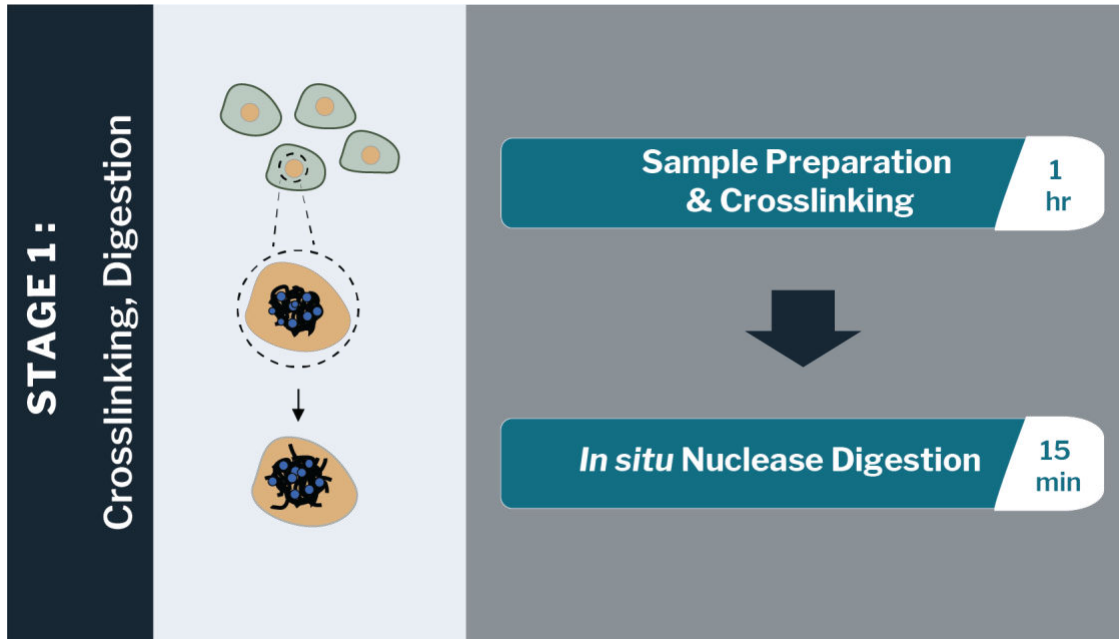 STAGE 1:
Crosslinking, Digestion
Sample Preparation
& Crosslinking
1
hr
In situ Nuclease Digestion
15
min